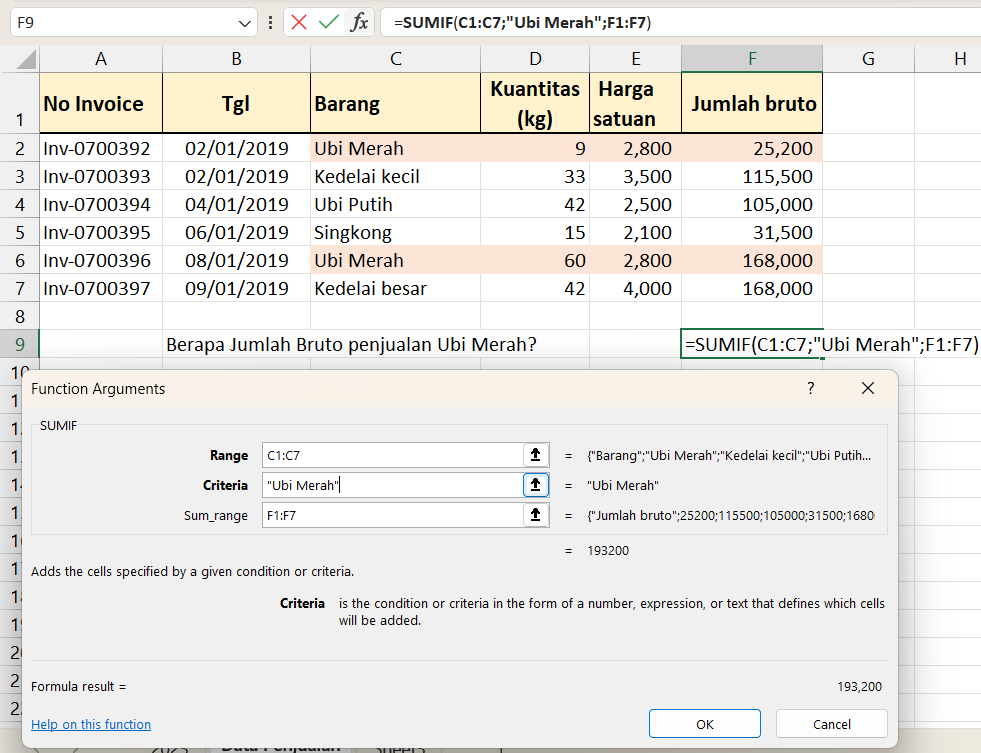 F9
=SUMIF(C1:C7;"Ubi Merah";F1:F7)
A B C D E F G H
1 No Invoice Tgl Barang Kuantitas (kg) Harga satuan Jumlah bruto
2 Inv-0700392 02/01/2019 Ubi Merah 9 2,800 25,200
3 Inv-0700393 02/01/2019 Kedelai kecil 33 3,500 115,500
4 Inv-0700394 04/01/2019 Ubi Putih 42 2,500 105,000
5 Inv-0700395 06/01/2019 Singkong 15 2,100 31,500
6 Inv-0700396 08/01/2019 Ubi Merah 60 2,800 168,000
7 Inv-0700397 09/01/2019 Kedelai besar 42 4,000 168,000
8
9 Berapa Jumlah Bruto penjualan Ubi Merah? =SUMIF(C1:C7;"Ubi Merah";F1:F7)
Function Arguments ?
SUMIF
Range C1:C7 = {"Barang";"Ubi Merah";"Kedelai kecil";"Ubi Putih...
Criteria "Ubi Merah" = "Ubi Merah"
Sum_range F1:F7 = {"Jumlah bruto";25200;115500;105000;31500;1680
= 193200
Adds the cells specified by a given condition or criteria.
Criteria is the condition or criteria in the form of a number, expression, or text that defines which cells
will be added.
Formula result = 193,200
Help on this function OK Cancel